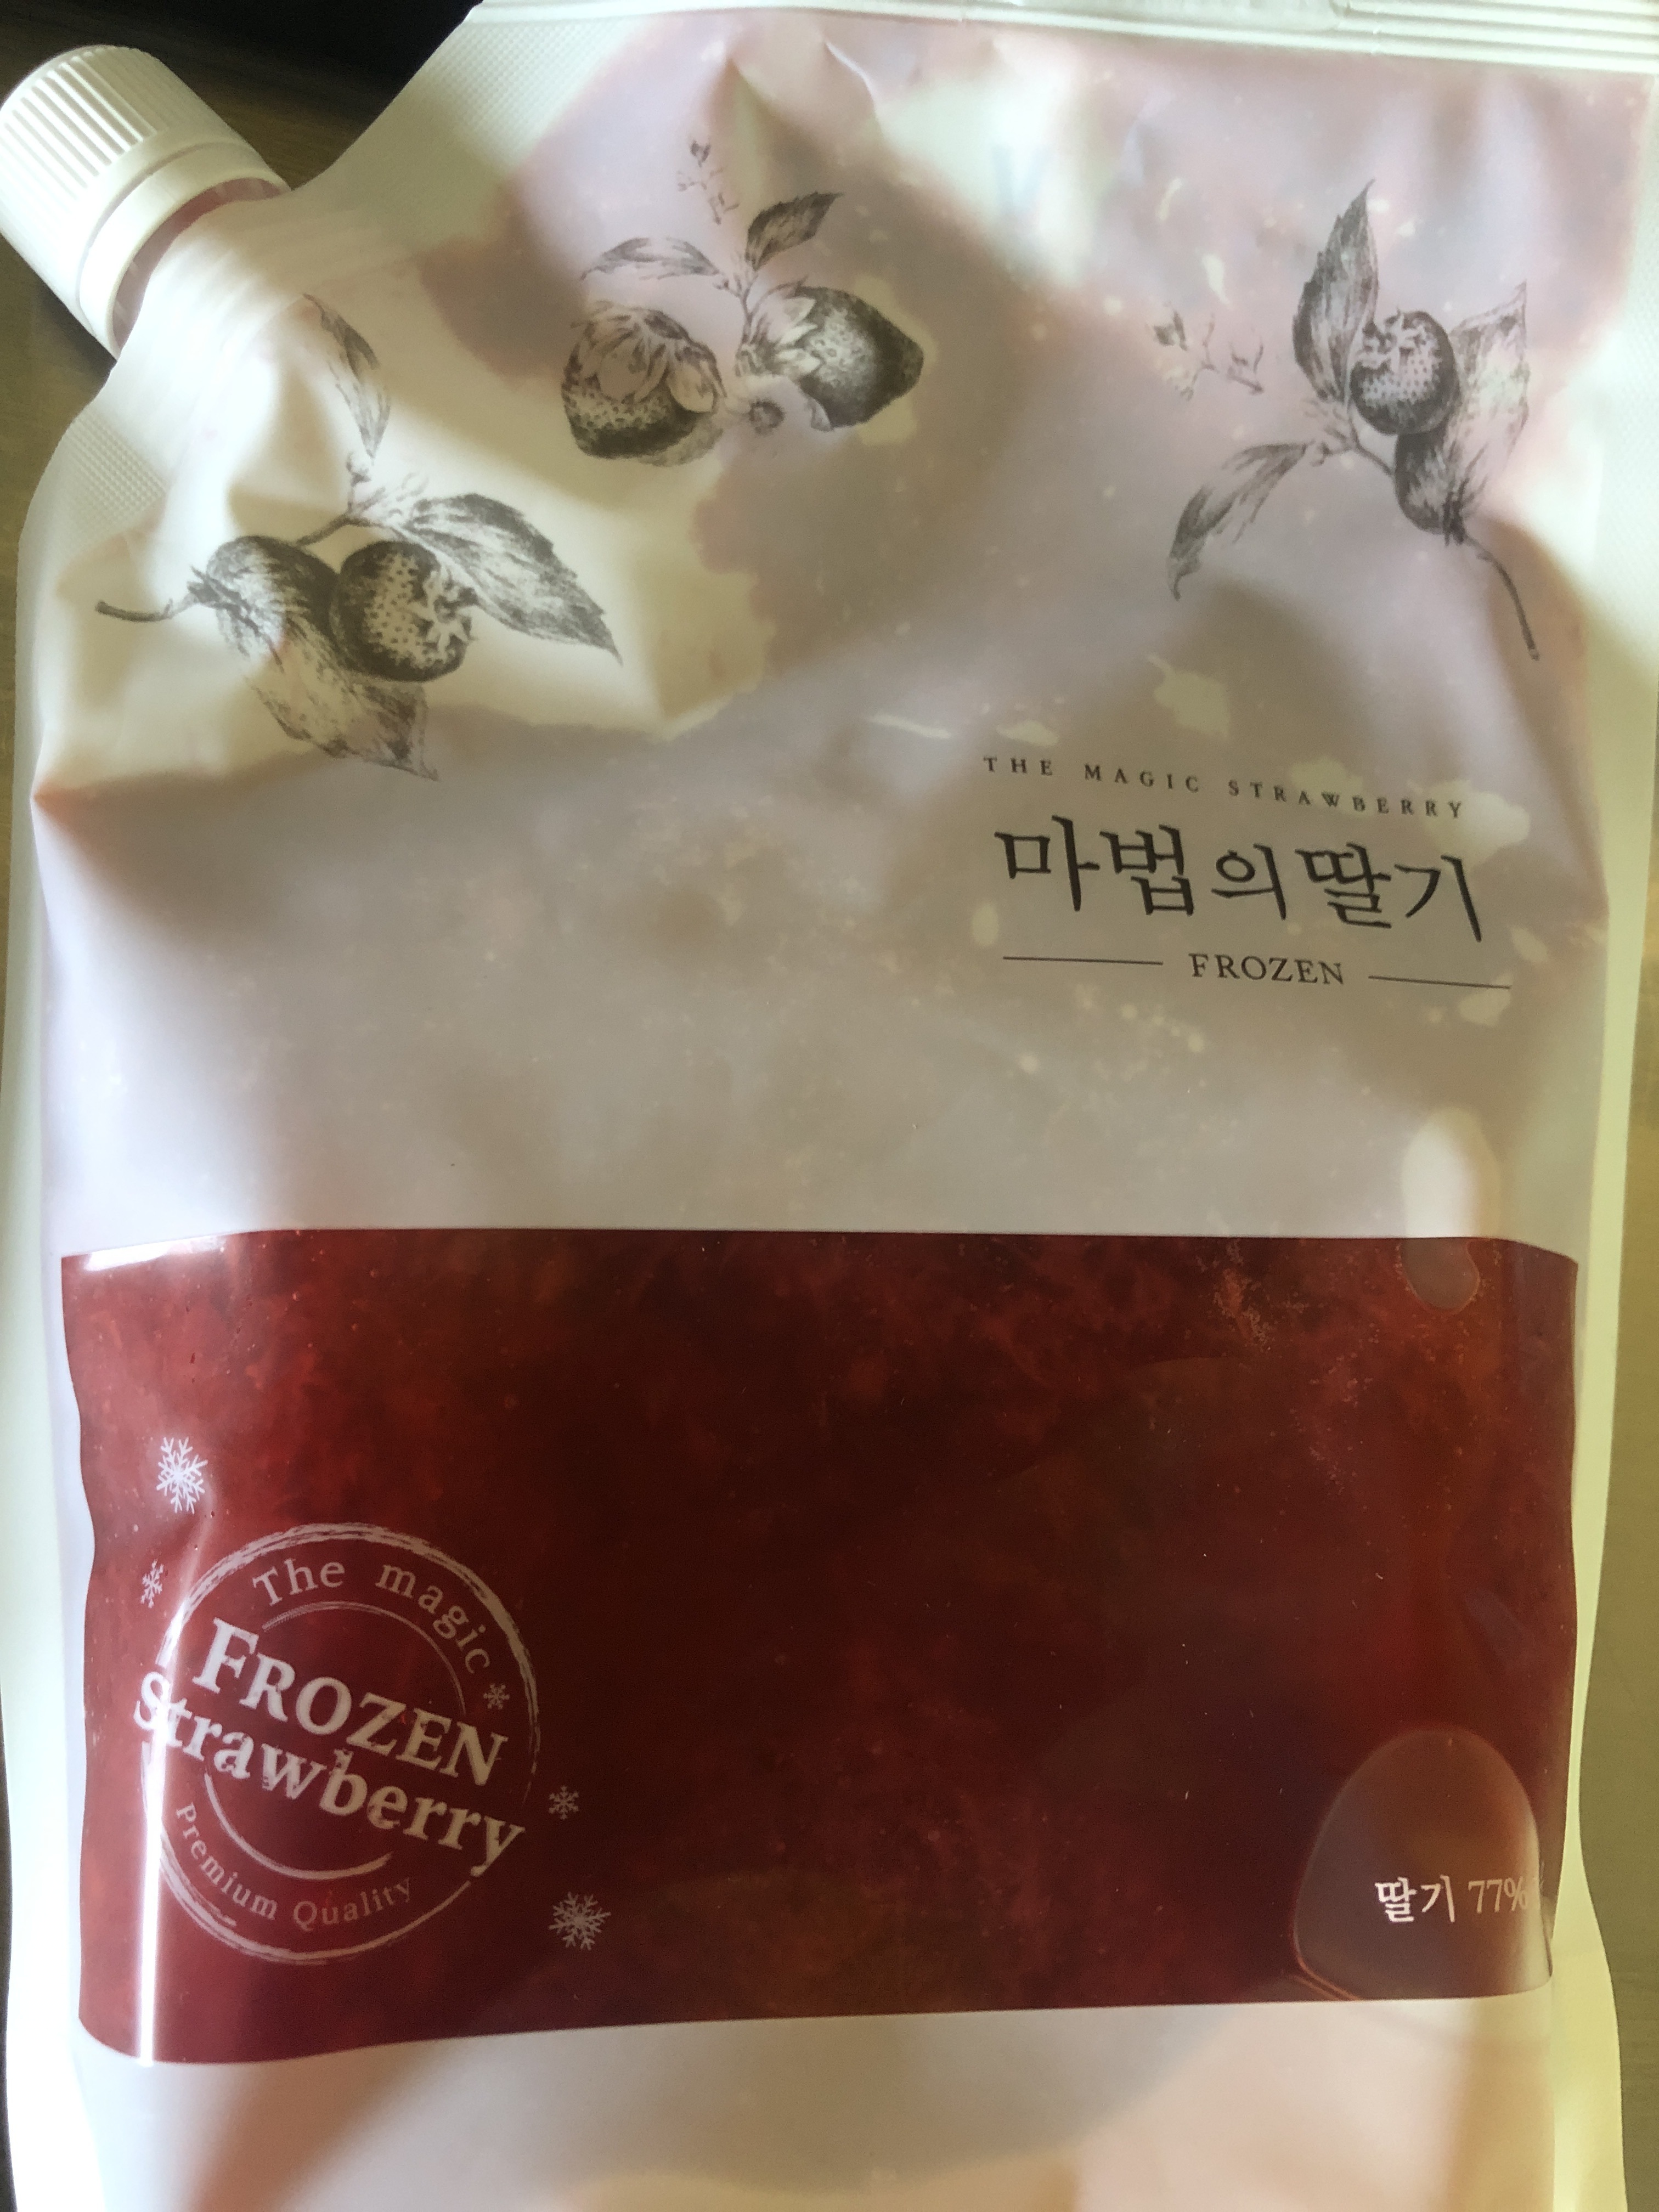 THE MAGIC STRAWBERRY
마법의딸기
FROZEN
The magic
FROZEN
Strawberry
Premium Quality
딸기 77%